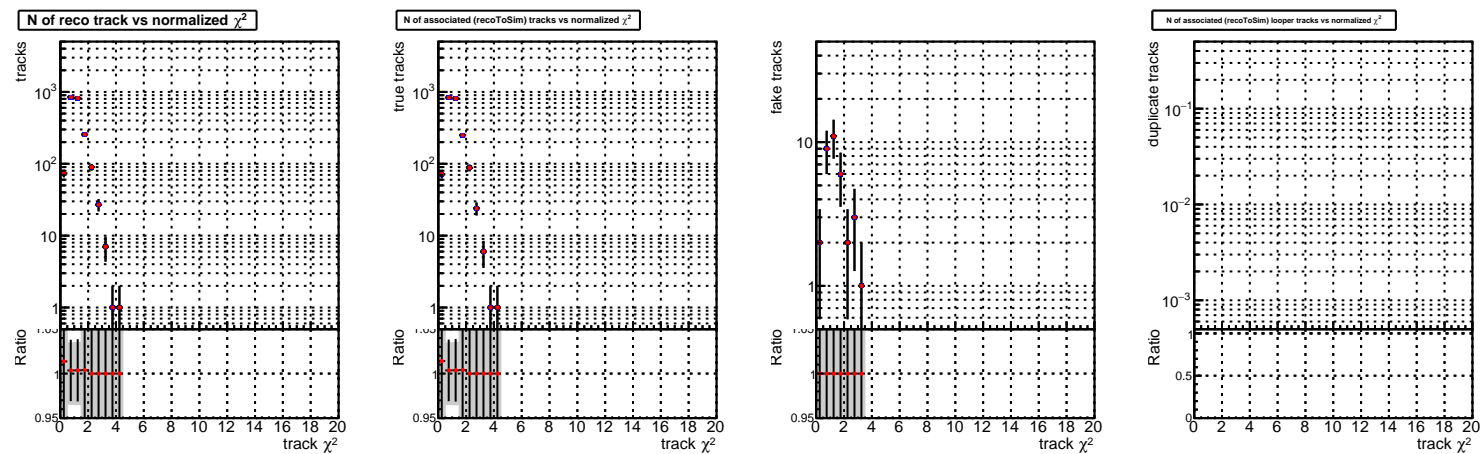 N of reco track vs normalized χ²
tracks
10³
10²
10
1
Ratio
1.05
1
0.95
0 2 4 6 8 10 12 14 16 18 20
track χ²
N of associated (recoToSim) tracks vs normalized χ²
true tracks
10³
10²
10
1
Ratio
1.05
1
0.95
0 2 4 6 8 10 12 14 16 18 20
track χ²
fake tracks
10
1
Ratio
1.05
1
0.95
0 2 4 6 8 10 12 14 16 18 20
track χ²
N of associated (recoToSim) looper tracks vs normalized χ²
duplicate tracks
10⁻¹
10⁻²
10⁻³
Ratio
1
0.5
0
0 2 4 6 8 10 12 14 16 18 20
track χ²